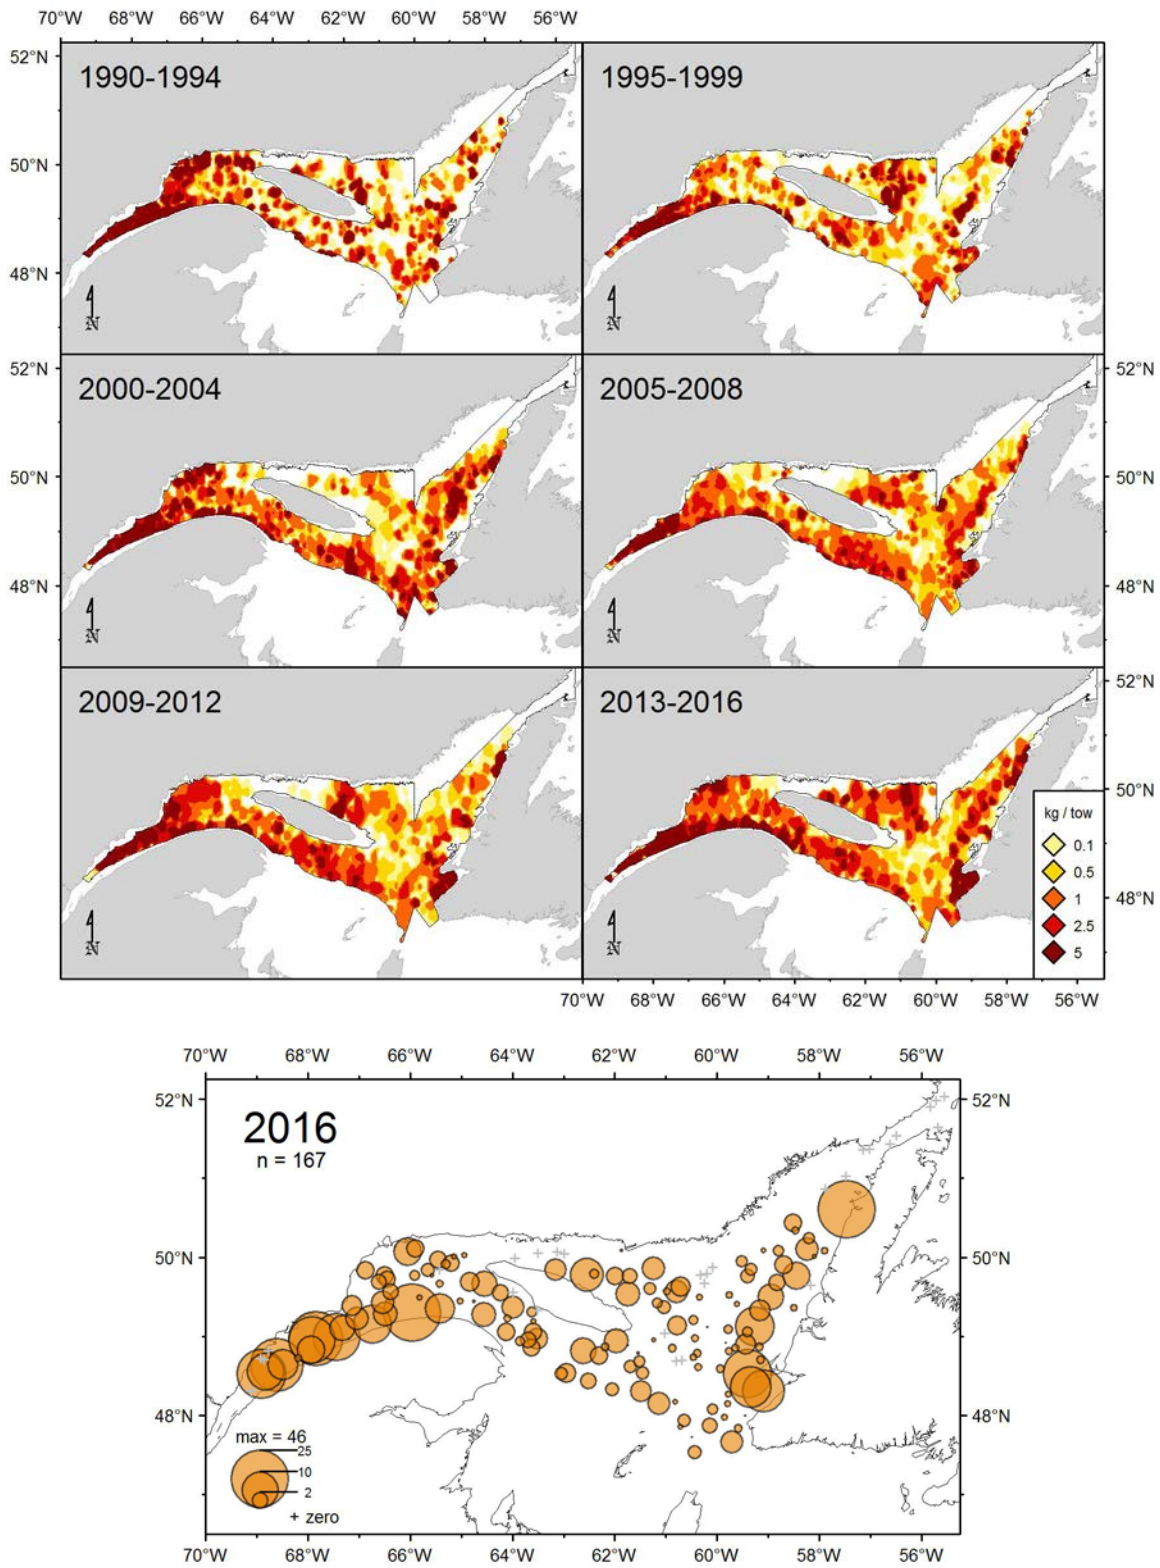 70°W 68°W 66°W 64°W 62°W 60°W 58°W 56°W
52°N
1990-1994 1995-1999
50°N
48°N
N N
2000-2004 2005-2008
52°N 52°N
50°N 50°N
48°N 48°N
N N
2009-2012 2013-2016
52°N
50°N
kg / tow
0.1
0.5
48°N
1
2.5
5
N N
70°W 68°W 66°W 64°W 62°W 60°W 58°W 56°W
70°W 68°W 66°W 64°W 62°W 60°W 58°W 56°W
52°N 52°N
2016
n = 167
50°N 50°N
48°N 48°N
max = 46
25
10
2
+ zero
70°W 68°W 66°W 64°W 62°W 60°W 58°W 56°W